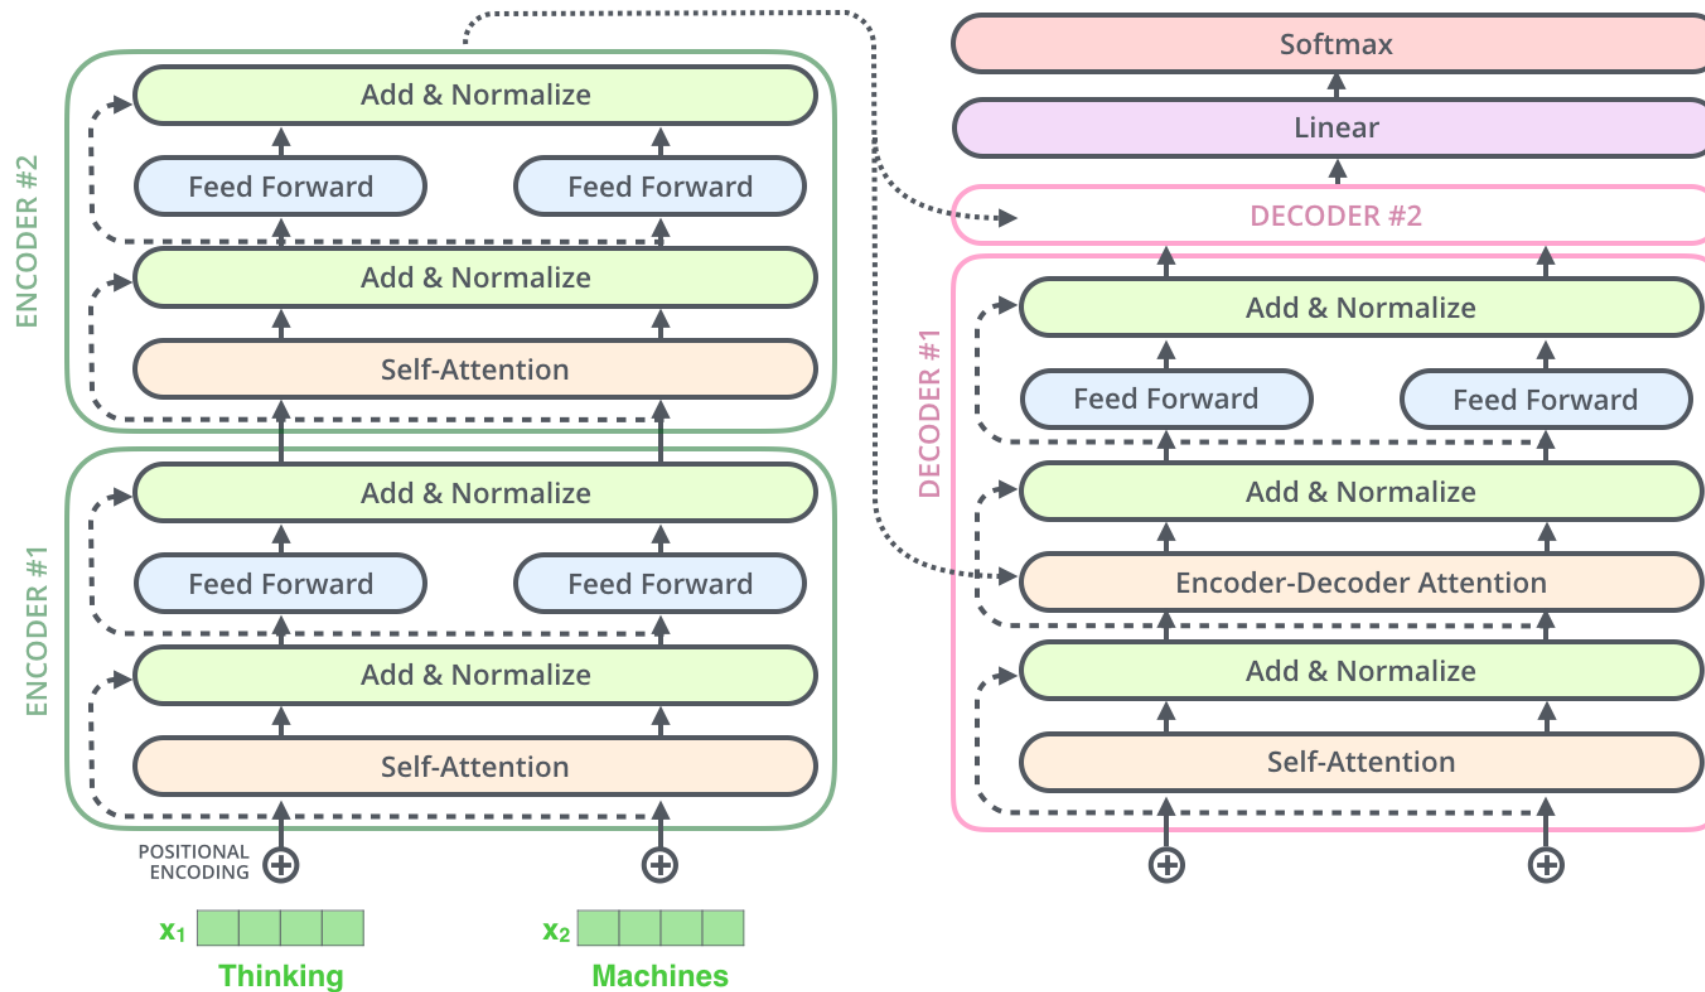 ENCODER #2
Add & Normalize
Feed Forward
Feed Forward
Add & Normalize
Self-Attention
ENCODER #1
Add & Normalize
Feed Forward
Feed Forward
Add & Normalize
Self-Attention
POSITIONAL
ENCODING
x1
x2
Thinking
Machines
Softmax
Linear
DECODER #2
DECODER #1
Add & Normalize
Feed Forward
Feed Forward
Add & Normalize
Encoder-Decoder Attention
Add & Normalize
Self-Attention